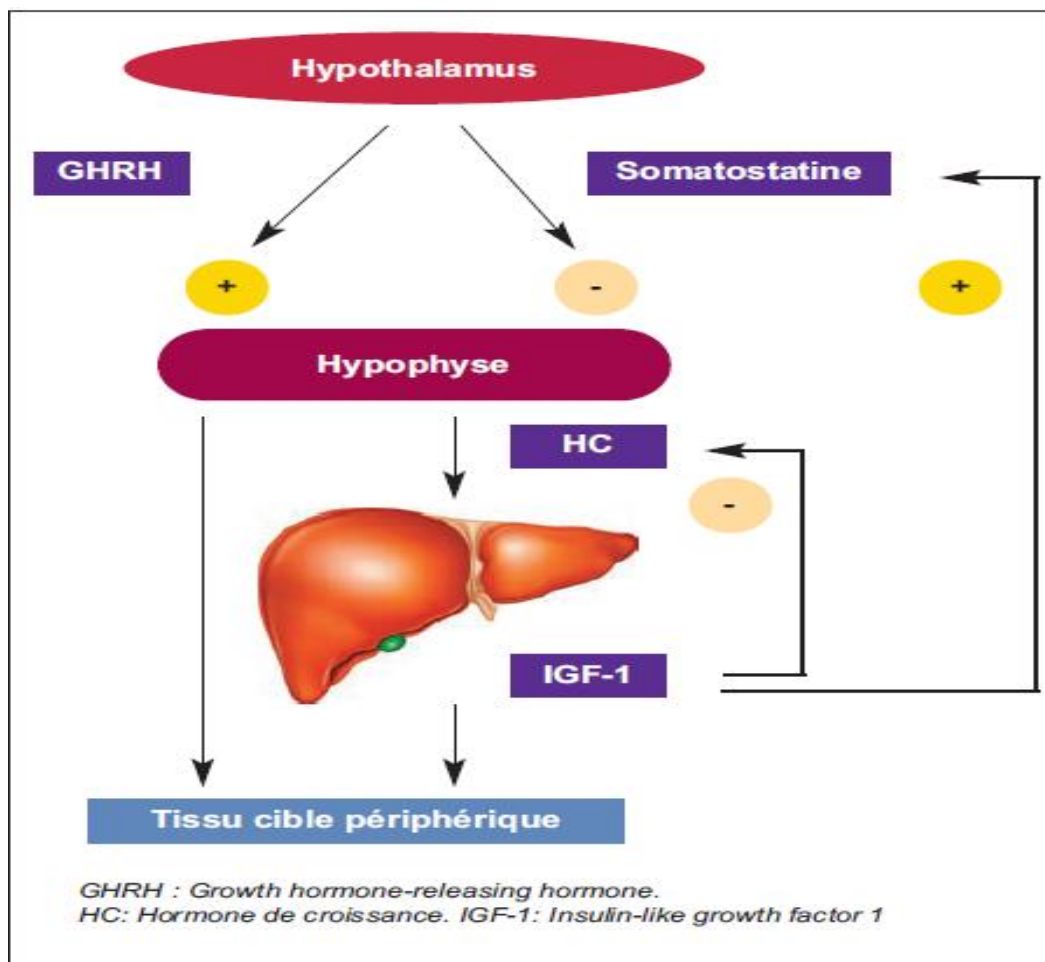 Hypothalamus
GHRH
Somatostatine
+
-
+
Hypophyse
HC
-
IGF-1
Tissu cible périphérique
GHRH : Growth hormone-releasing hormone.
HC: Hormone de croissance. IGF-1: Insulin-like growth factor 1